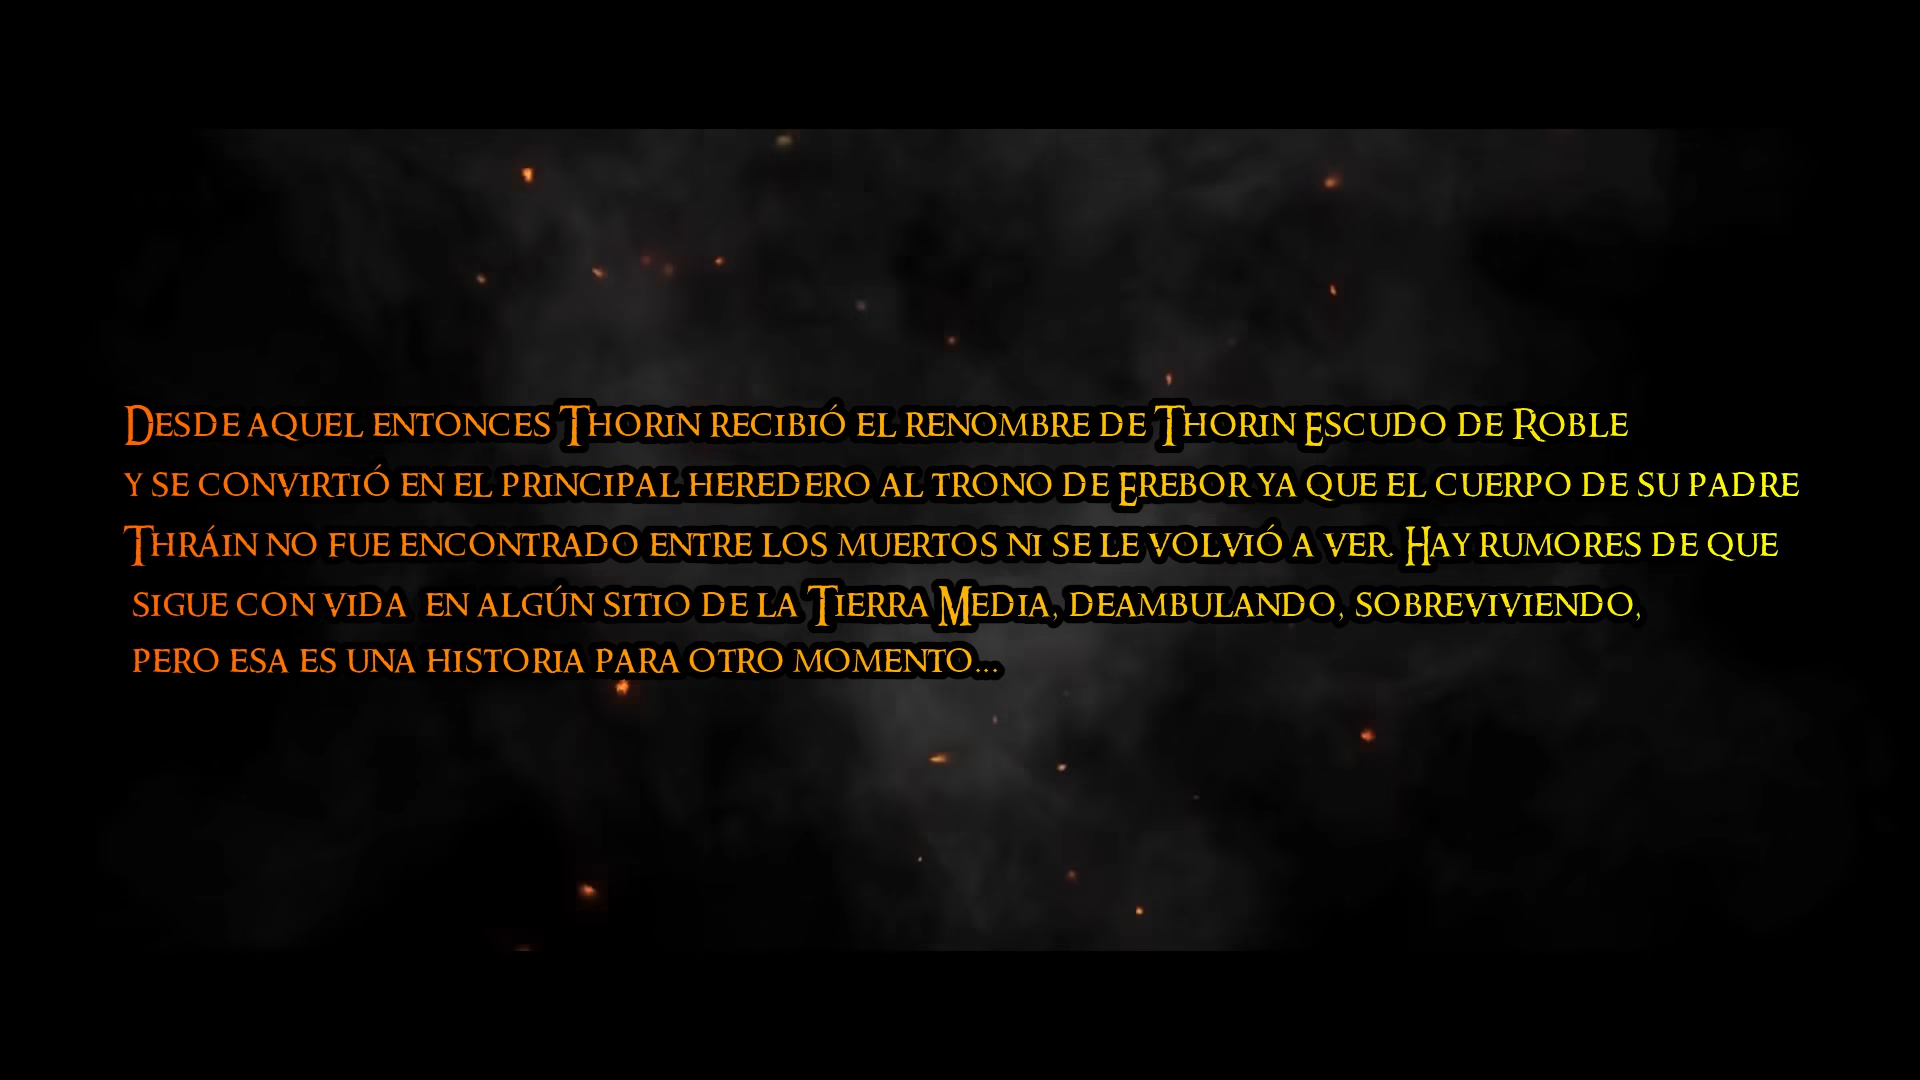 Desde aquel entonces Thorin recibió el renombre de Thorin Escudo de Roble
y se convirtió en el principal heredero al trono de Erebor ya que el cuerpo de su padre
Thráin no fue encontrado entre los muertos ni se le volvió a ver. Hay rumores de que
sigue con vida en algún sitio de la Tierra Media, deambulando, sobreviviendo,
pero esa es una historia para otro momento...